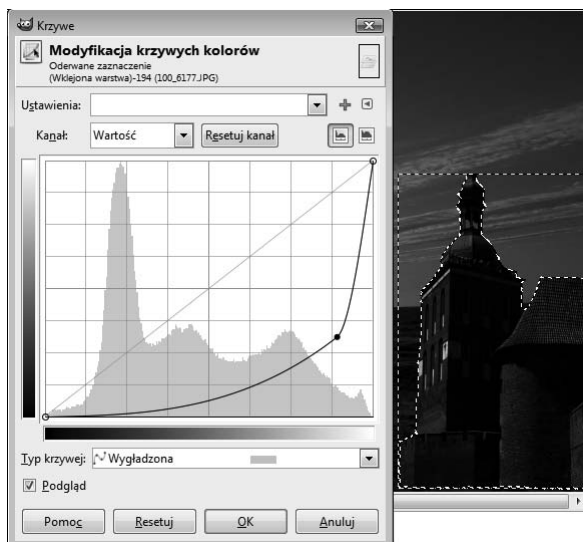 Krzywe
Modyfikacja krzywych kolorów
Oderwane zaznaczenie
(Wklejona warstwa)-194 (100_6177.JPG)
Ustawienia:
Kanał: Wartość Resetuj kanał
Typ krzywej: Wygładzona
Podgląd
Pomoc Resetuj OK Anuluj